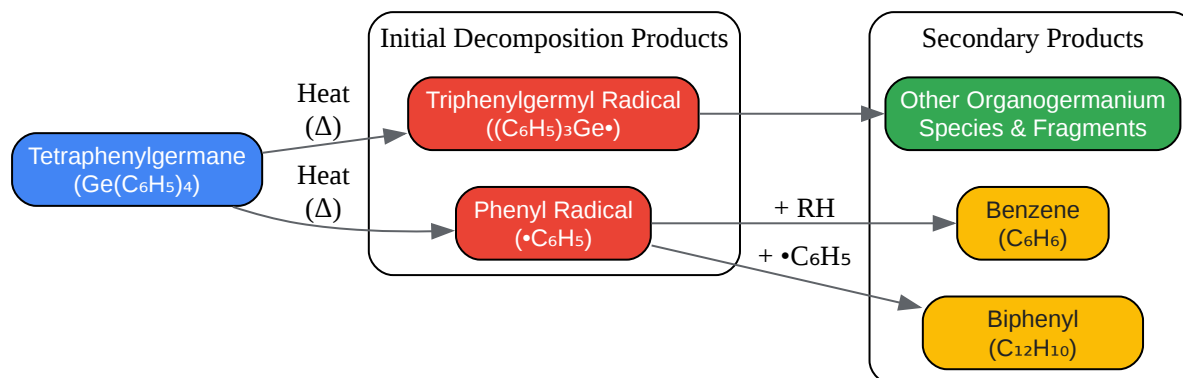 Initial Decomposition Products
Secondary Products
Heat
(Δ)
Triphenylgermyl Radical
((C₆H₅)₃Ge•)
Other Organogermanium
Species & Fragments
Tetraphenylgermane
(Ge(C₆H₅)₄)
Heat
(Δ)
Phenyl Radical
(•C₆H₅)
+ RH
Benzene
(C₆H₆)
+ •C₆H₅
Biphenyl
(C₁₂H₁₀)